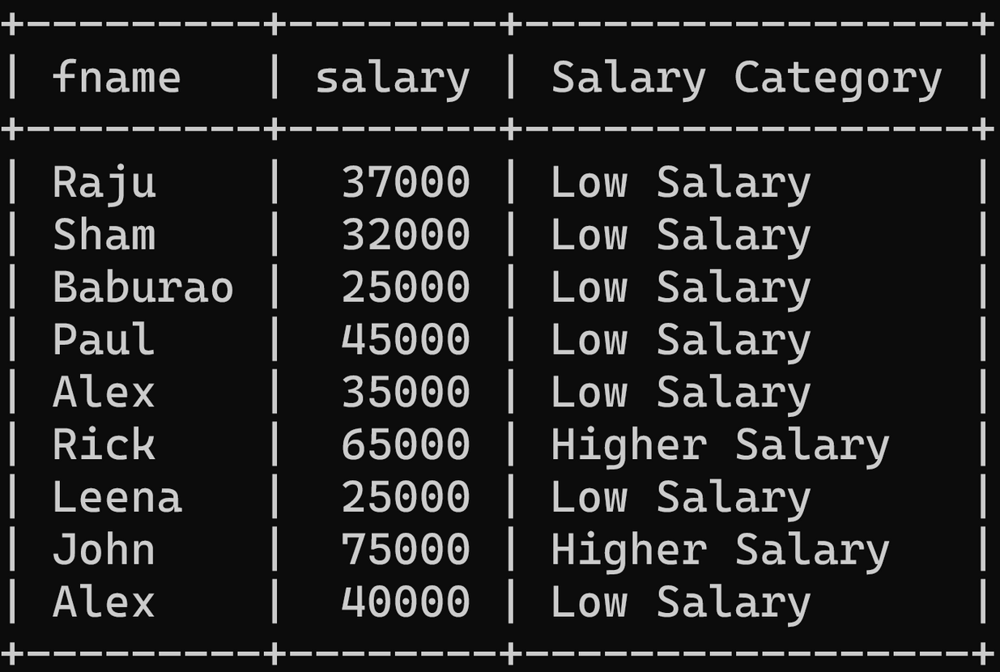 +----------+--------+------------------+
| fname    | salary | Salary Category  |
+----------+--------+------------------+
| Raju     |  37000 | Low Salary       |
| Sham     |  32000 | Low Salary       |
| Baburao  |  25000 | Low Salary       |
| Paul     |  45000 | Low Salary       |
| Alex     |  35000 | Low Salary       |
| Rick     |  65000 | Higher Salary    |
| Leena    |  25000 | Low Salary       |
| John     |  75000 | Higher Salary    |
| Alex     |  40000 | Low Salary       |
+----------+--------+------------------+